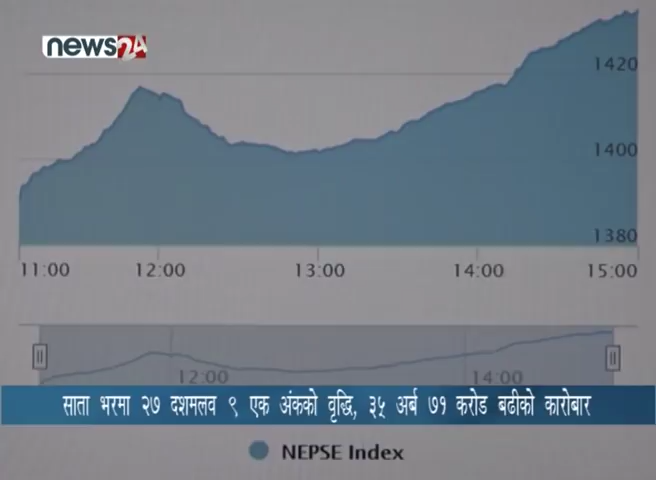 news24
1420
1400
1380
11:00 12:00 13:00 14:00 15:00
12:00 14:00
साता भरमा २७ दशमलव ९ एक अंकको वृद्धि, ३५ अर्ब ७१ करोड बढीको कारोबार
NEPSE Index